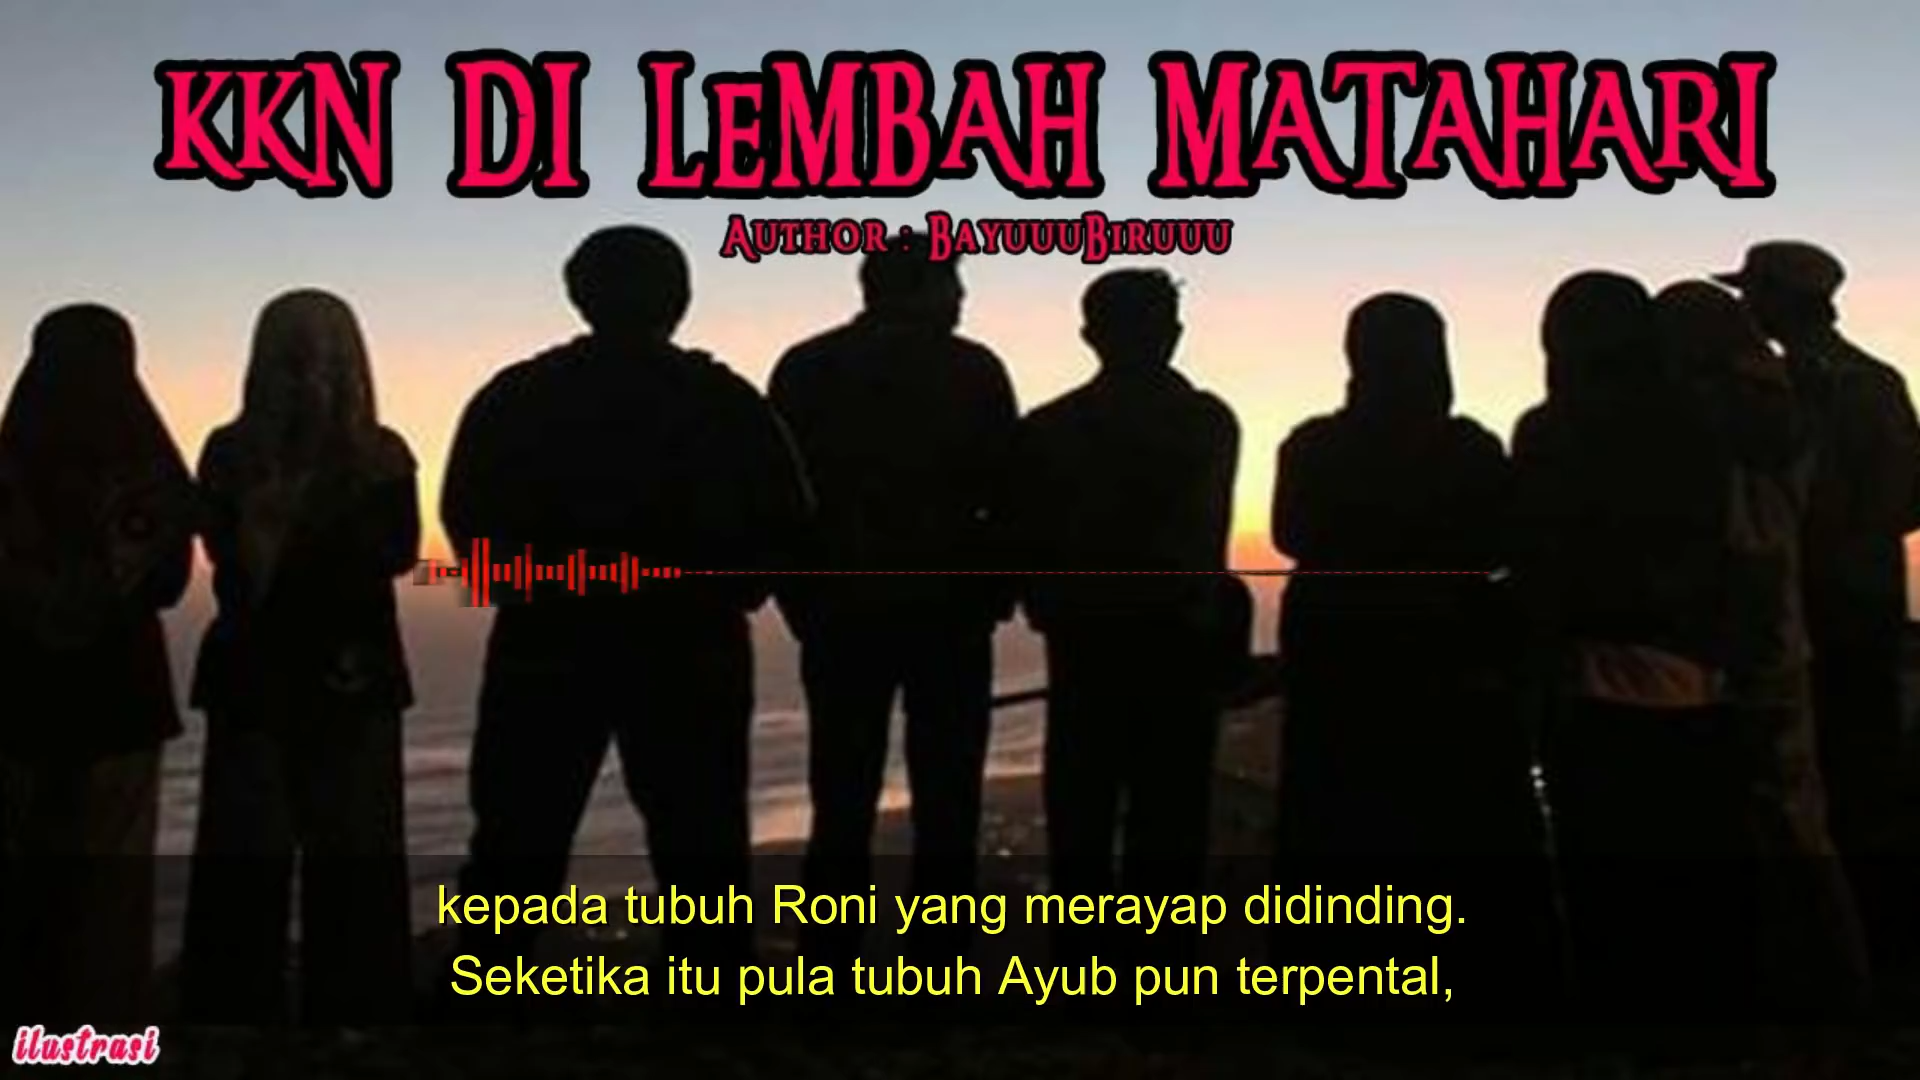 KKN DI LeMBAH MATAHARI
AUTHOR : BAYUUUBIRUUU
kepada tubuh Roni yang merayap didinding.
Seketika itu pula tubuh Ayub pun terpental,
ilustrasi